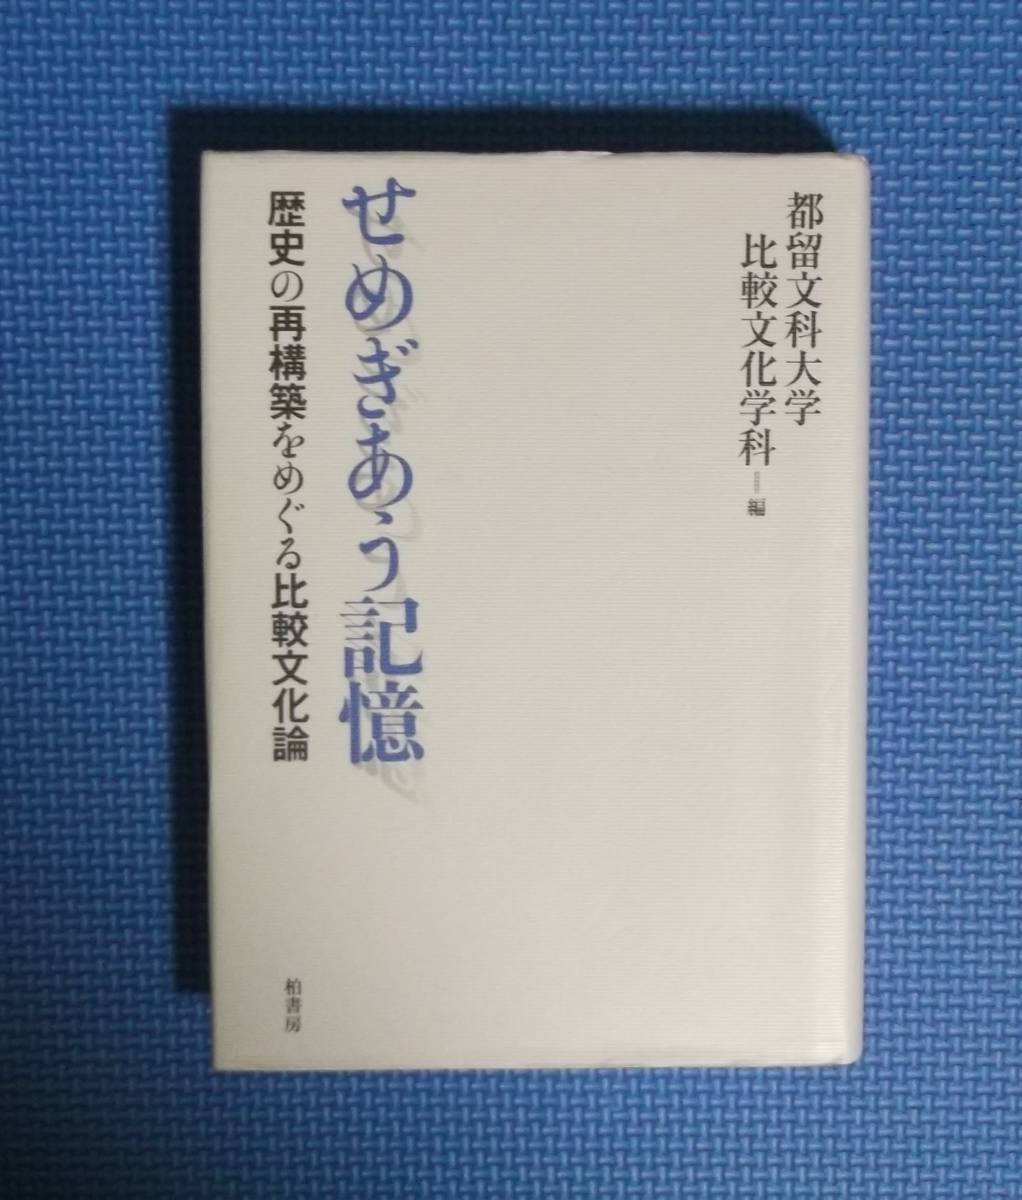 都留文科大学
比較文化学科=編
せめぎあう記憶
歴史の再構築をめぐる比較文化論
柏書房